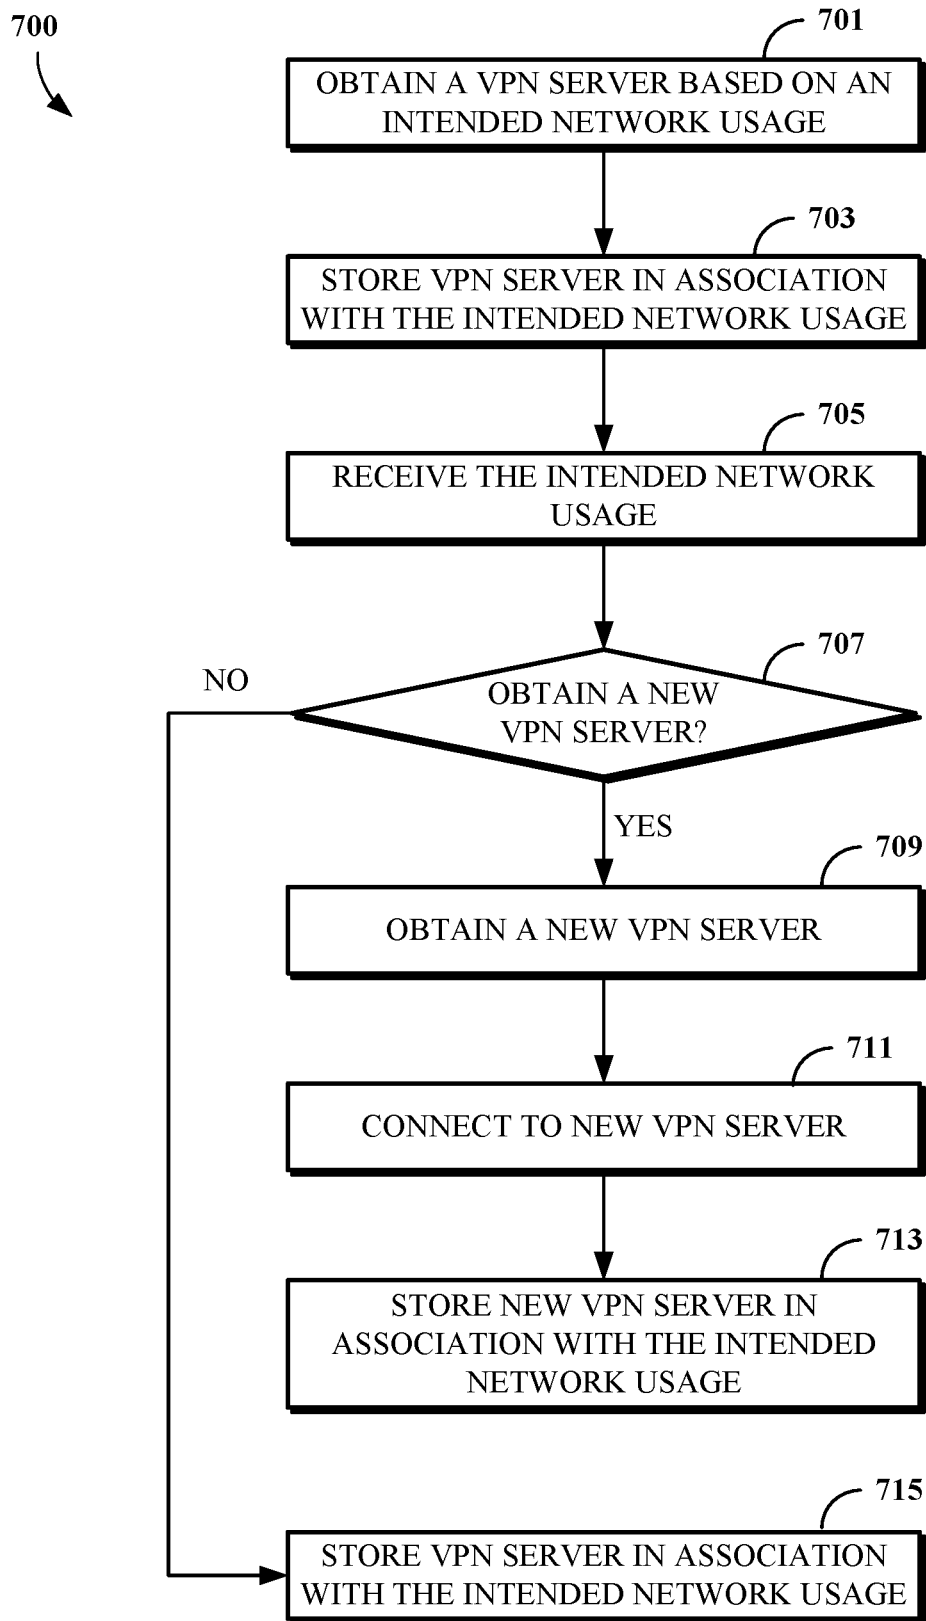 700
701
OBTAIN A VPN SERVER BASED ON AN
INTENDED NETWORK USAGE
703
STORE VPN SERVER IN ASSOCIATION
WITH THE INTENDED NETWORK USAGE
705
RECEIVE THE INTENDED NETWORK
USAGE
707
NO
OBTAIN A NEW
VPN SERVER?
YES
709
OBTAIN A NEW VPN SERVER
711
CONNECT TO NEW VPN SERVER
713
STORE NEW VPN SERVER IN
ASSOCIATION WITH THE INTENDED
NETWORK USAGE
715
STORE VPN SERVER IN ASSOCIATION
WITH THE INTENDED NETWORK USAGE